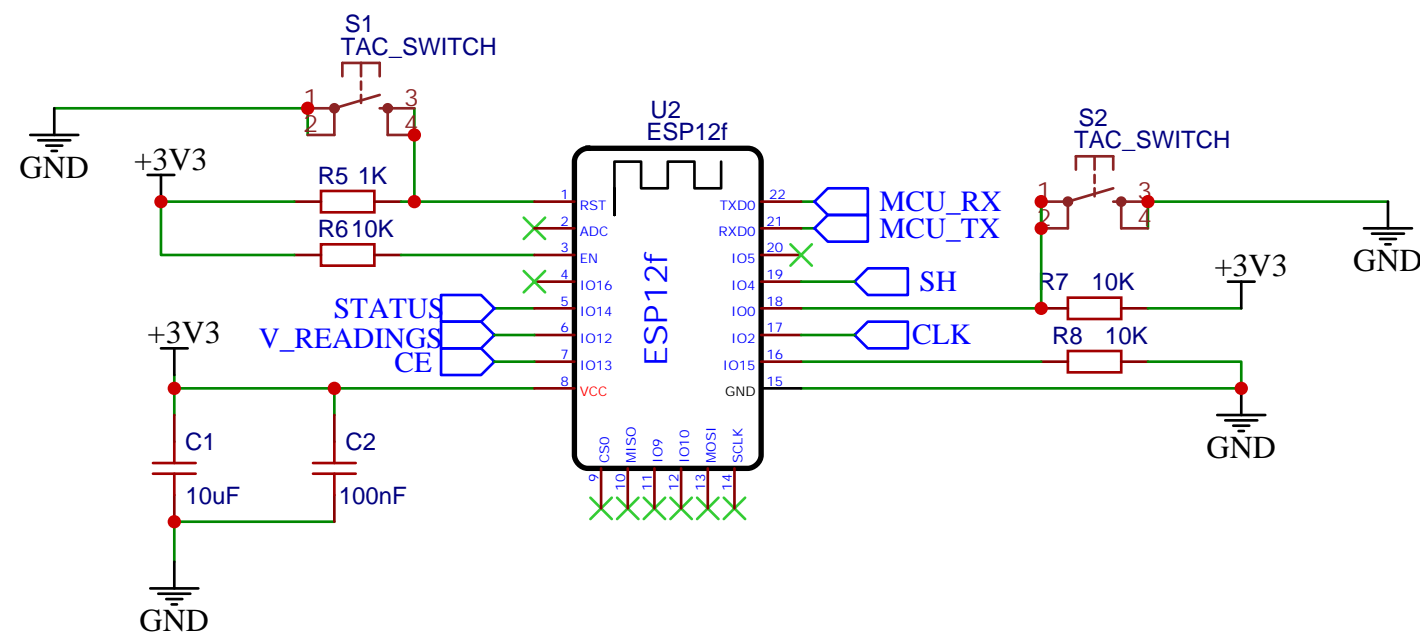 S1
TAC_SWITCH
1
2
3
4
GND
+3V3
R5 1K
R6 10K
STATUS
V_READINGS
CE
+3V3
C1
10uF
C2
100nF
GND
U2
ESP12f
ESP12f
1 RST
2 ADC
3 EN
4 IO16
5 IO14
6 IO12
7 IO13
8 VCC
9 CS0
10 MISO
11 IO9
12 IO10
13 MOSI
14 SCLK
TXD0 22
RXD0 21
IO5 20
IO4 19
IO0 18
IO2 17
IO15 16
GND 15
MCU_RX
MCU_TX
SH
CLK
S2
TAC_SWITCH
1
2
3
4
GND
R7 10K
+3V3
R8 10K
GND